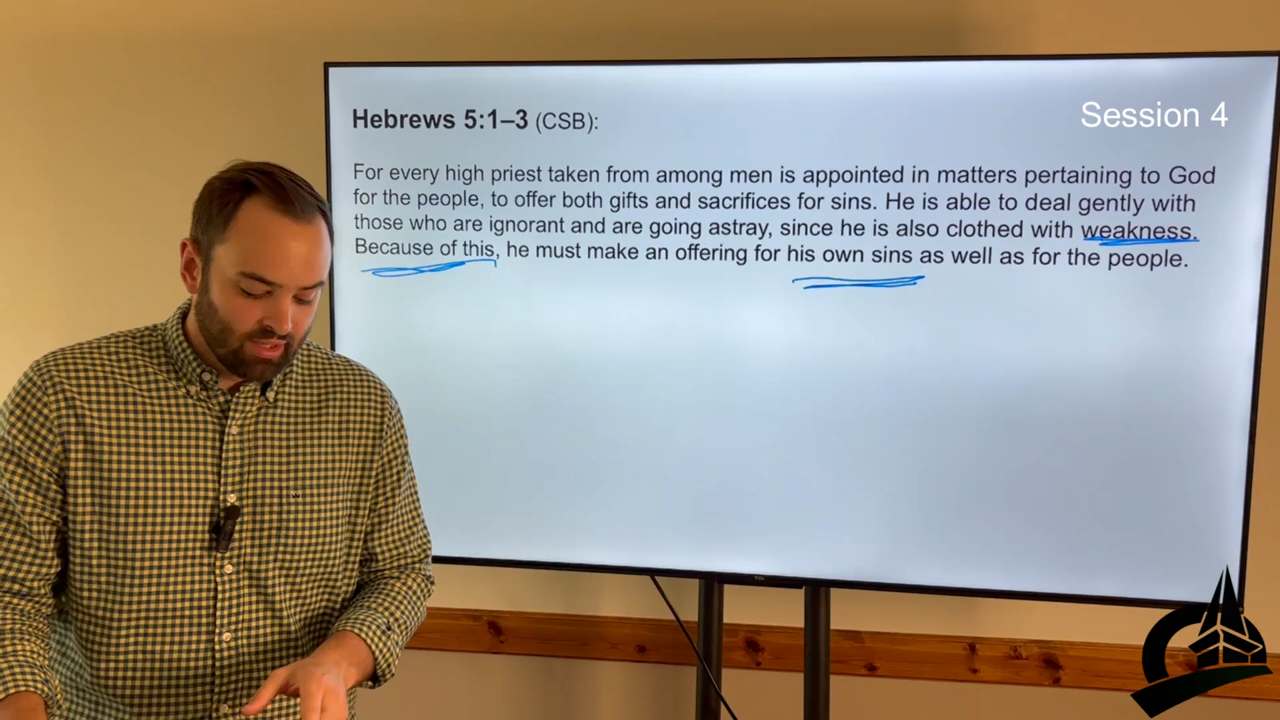 Session 4
Hebrews 5:1–3 (CSB):
For every high priest taken from among men is appointed in matters pertaining to God
for the people, to offer both gifts and sacrifices for sins. He is able to deal gently with
those who are ignorant and are going astray, since he is also clothed with weakness.
Because of this, he must make an offering for his own sins as well as for the people.
TCL